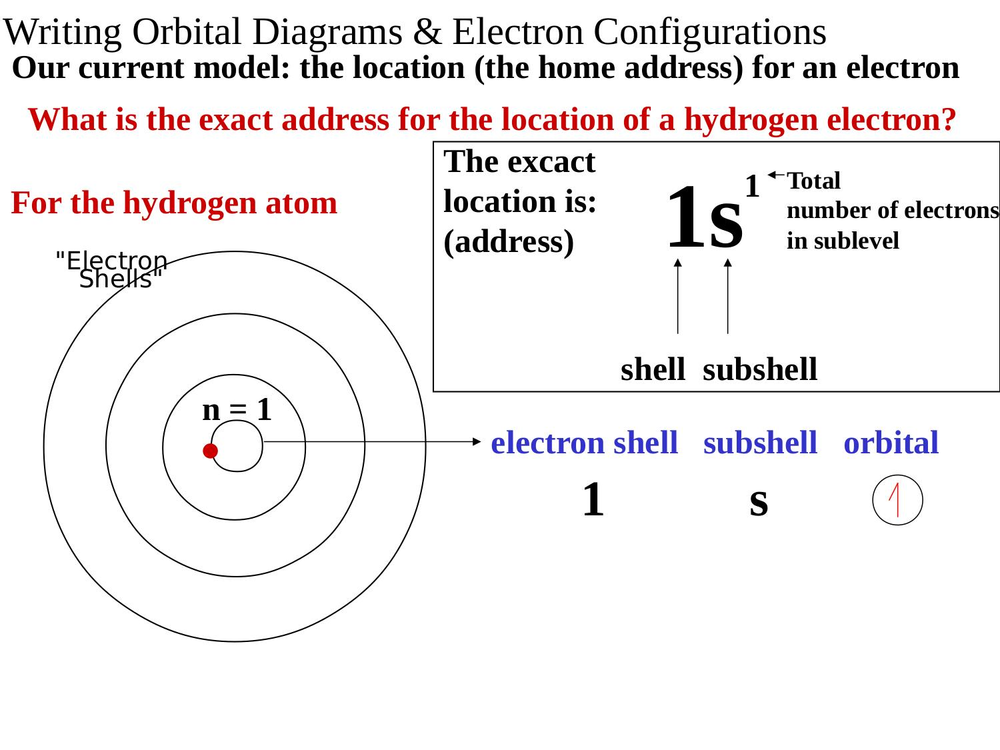 Writing Orbital Diagrams & Electron Configurations
Our current model: the location (the home address) for an electron
What is the exact address for the location of a hydrogen electron?
The excact
location is:
(address)
1s1
Total
number of electrons
in sublevel
shell subshell
For the hydrogen atom
"Electron
Shells"
n = 1
electron shell subshell orbital
1 s